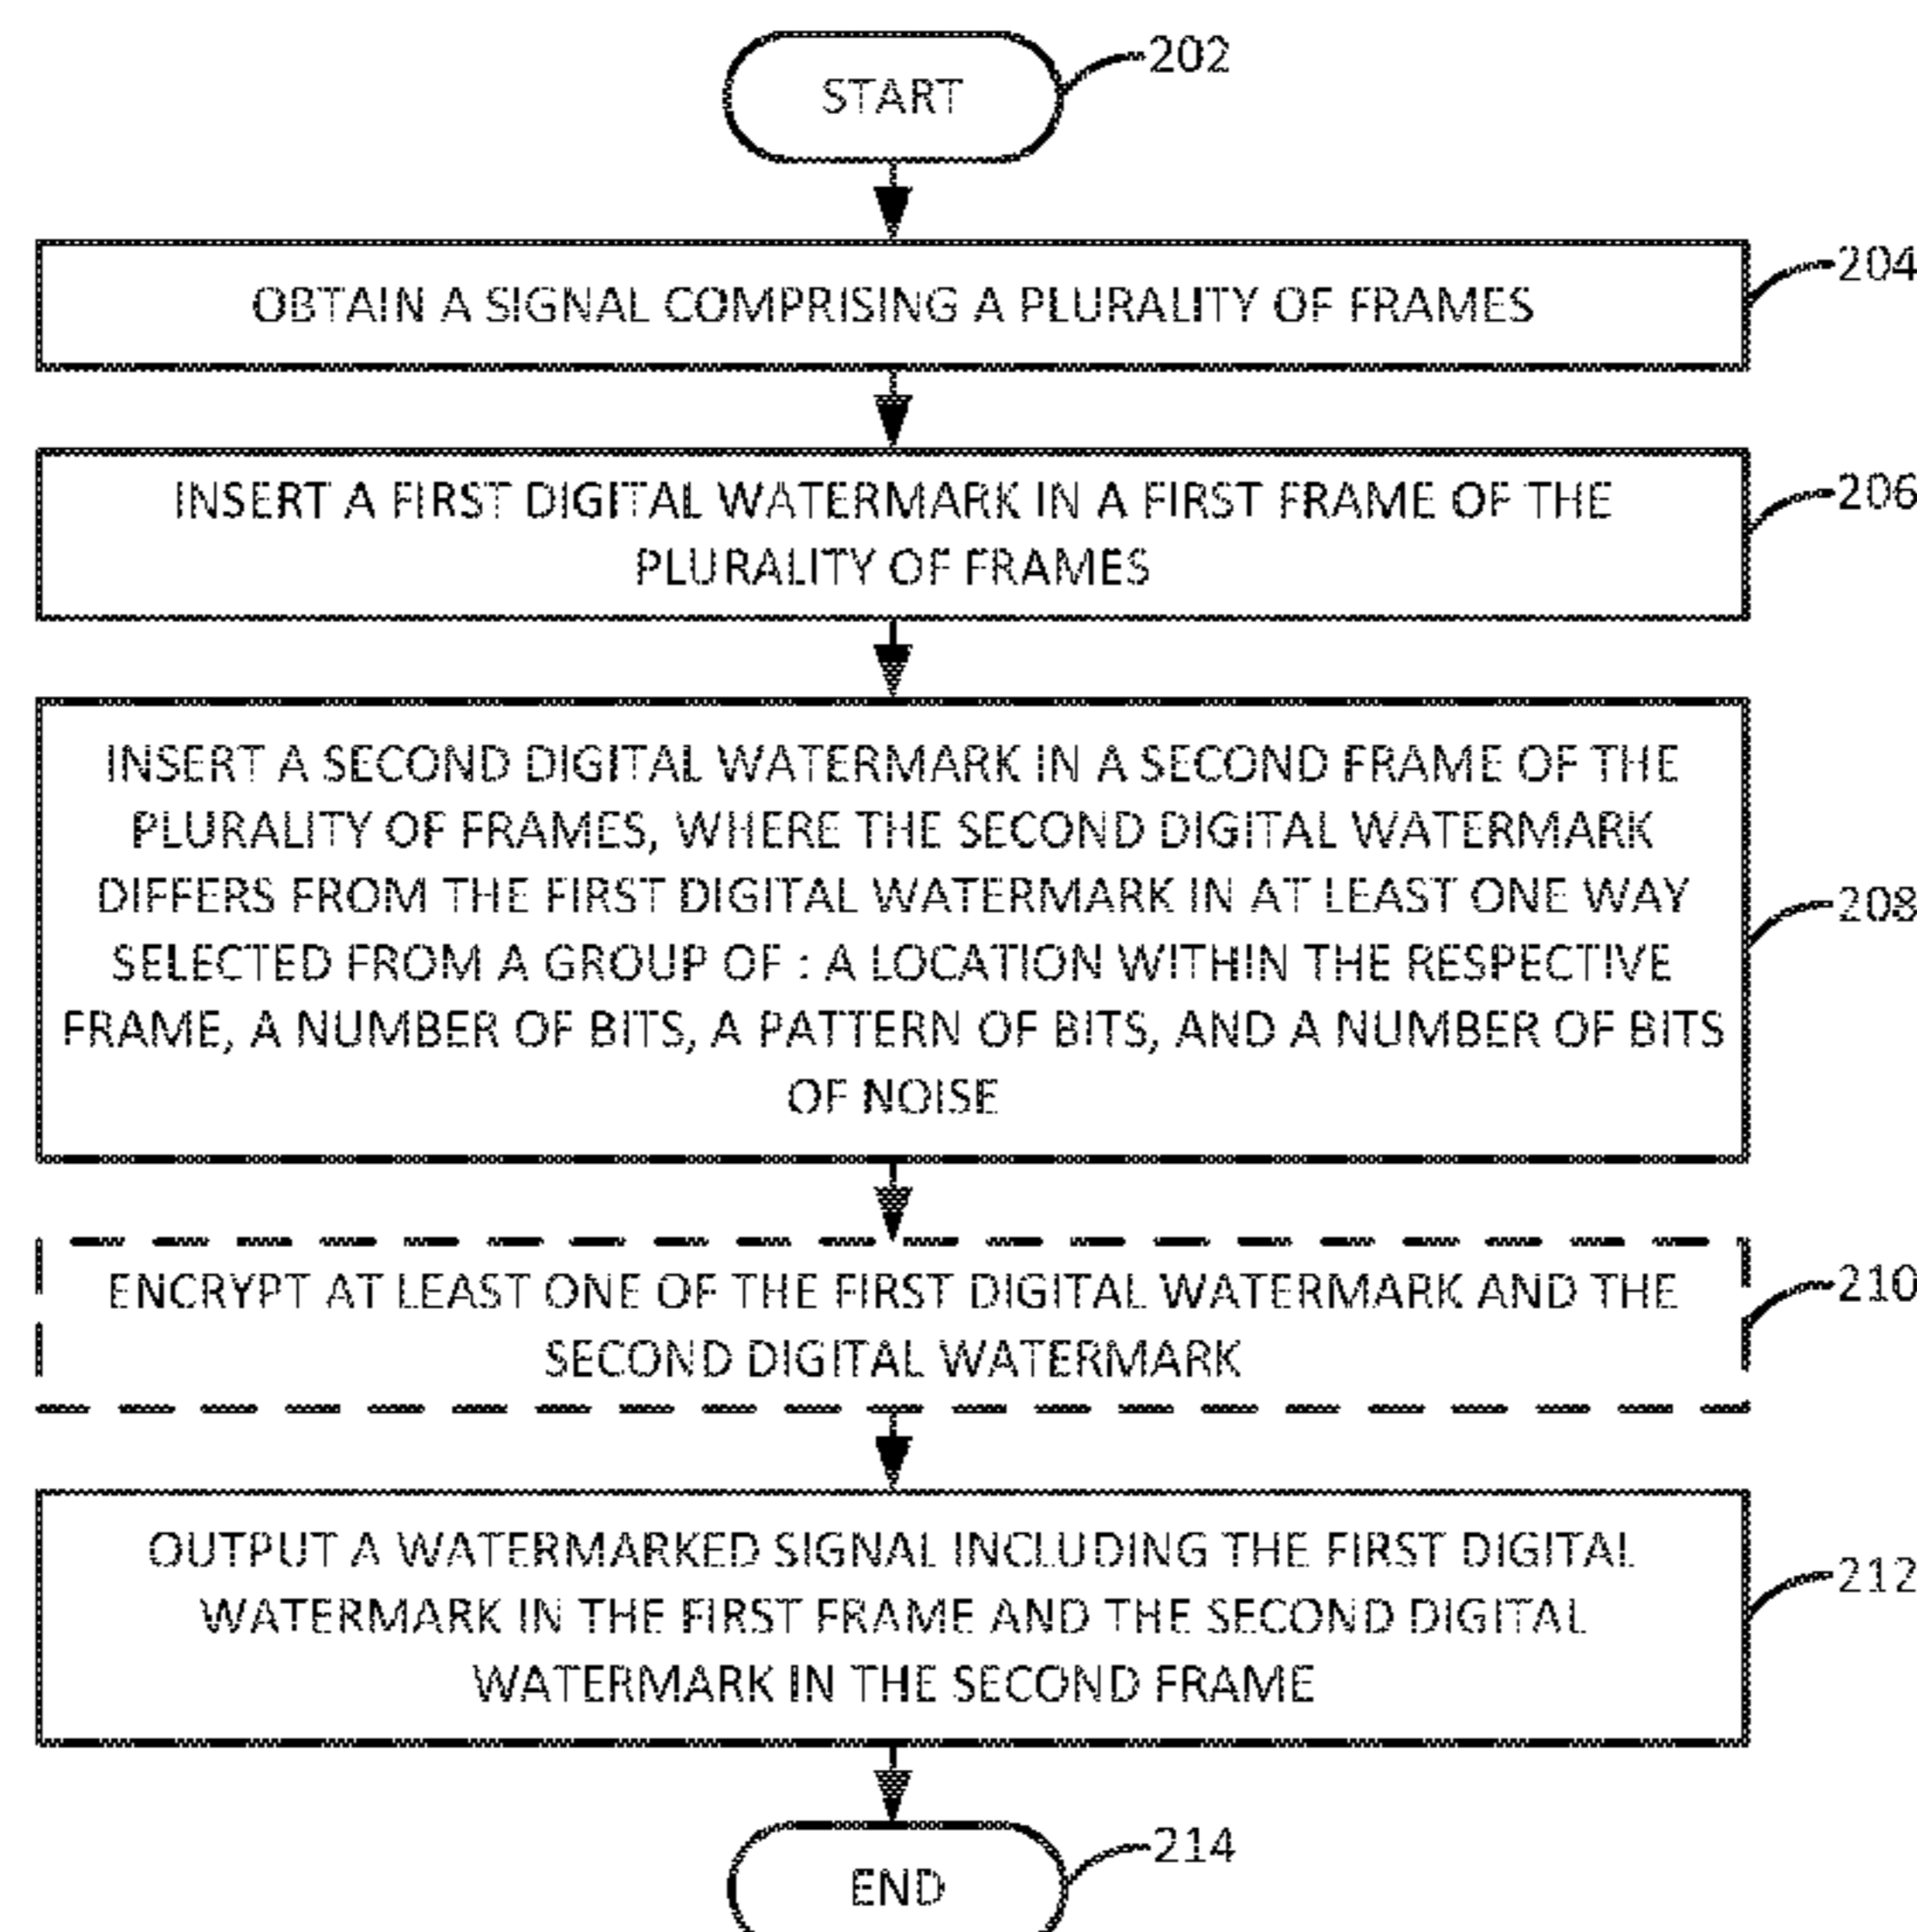 START
202
OBTAIN A SIGNAL COMPRISING A PLURALITY OF FRAMES
204
INSERT A FIRST DIGITAL WATERMARK IN A FIRST FRAME OF THE
PLURALITY OF FRAMES
206
INSERT A SECOND DIGITAL WATERMARK IN A SECOND FRAME OF THE
PLURALITY OF FRAMES, WHERE THE SECOND DIGITAL WATERMARK
DIFFERS FROM THE FIRST DIGITAL WATERMARK IN AT LEAST ONE WAY
SELECTED FROM A GROUP OF : A LOCATION WITHIN THE RESPECTIVE
FRAME, A NUMBER OF BITS, A PATTERN OF BITS, AND A NUMBER OF BITS
OF NOISE
208
ENCRYPT AT LEAST ONE OF THE FIRST DIGITAL WATERMARK AND THE
SECOND DIGITAL WATERMARK
210
OUTPUT A WATERMARKED SIGNAL INCLUDING THE FIRST DIGITAL
WATERMARK IN THE FIRST FRAME AND THE SECOND DIGITAL
WATERMARK IN THE SECOND FRAME
212
END
214